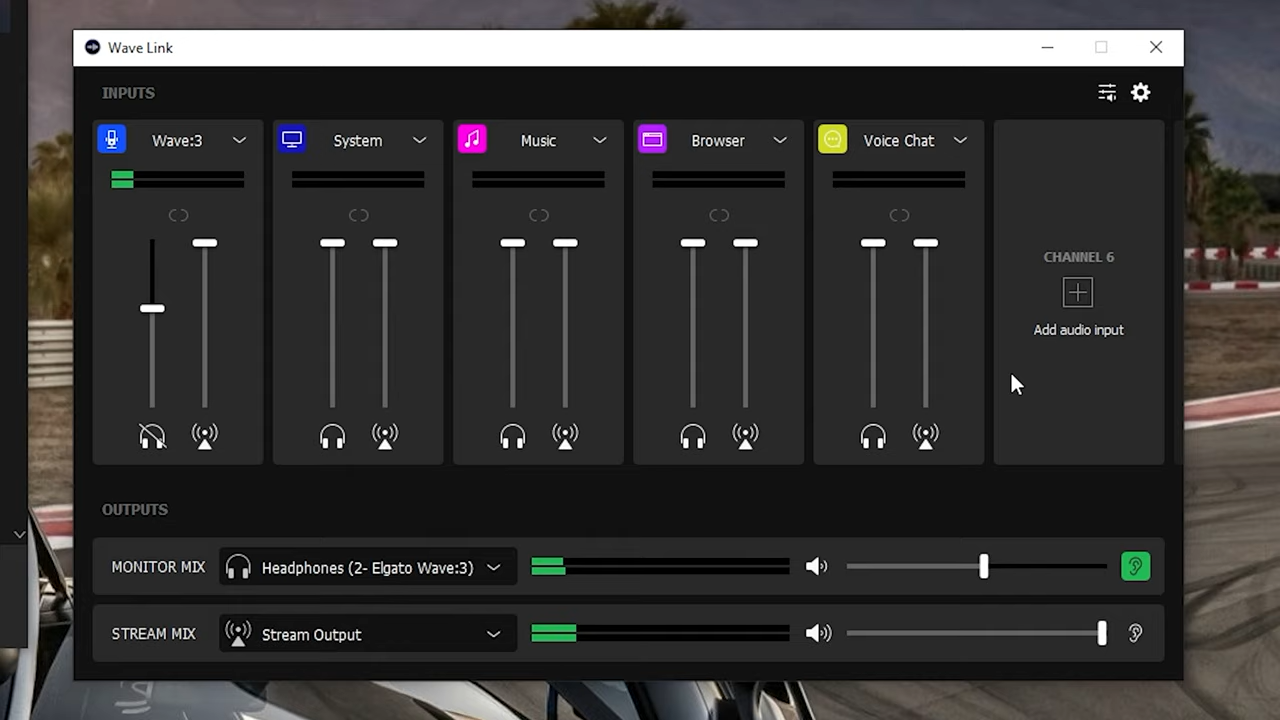 Wave Link
INPUTS
Wave:3
System
Music
Browser
Voice Chat
CHANNEL 6
Add audio input
OUTPUTS
MONITOR MIX
Headphones (2- Elgato Wave:3)
STREAM MIX
Stream Output